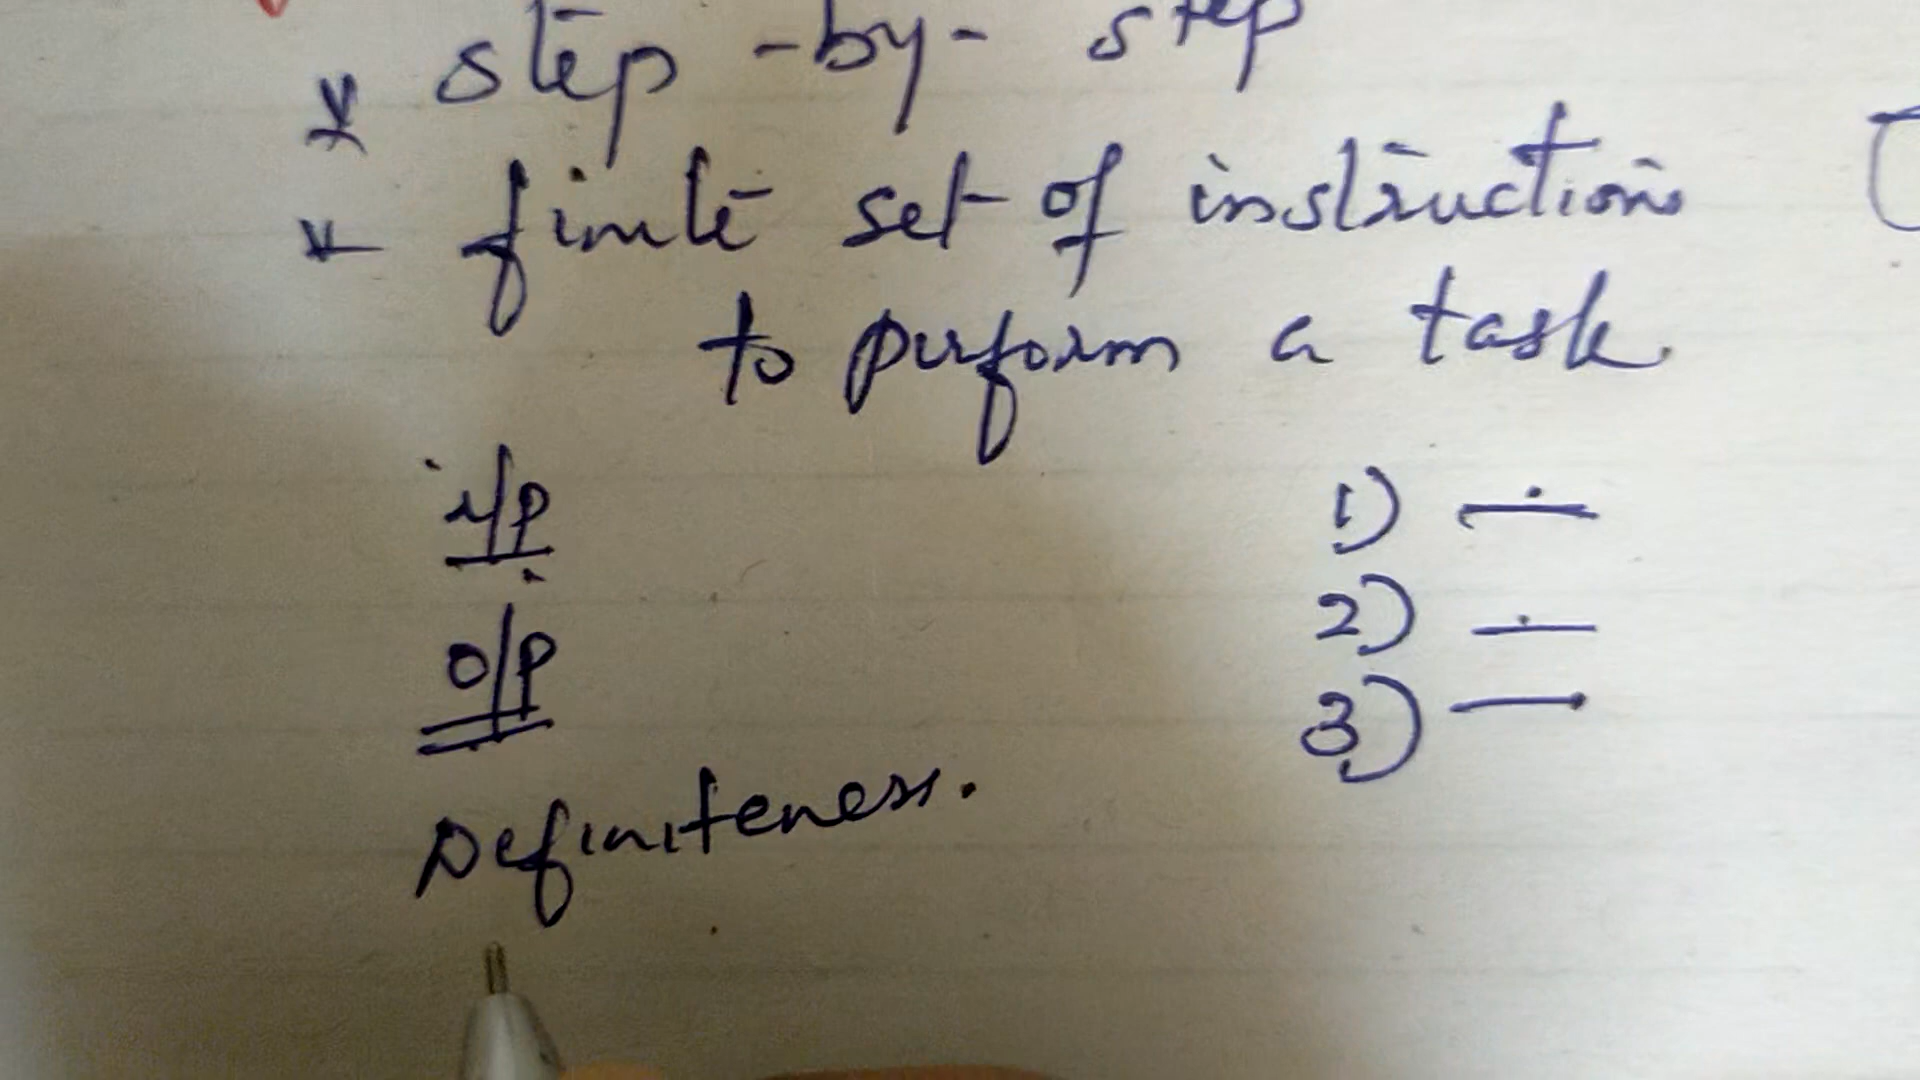 * step-by-step
* finite set of instructions
to perform a task.
i/p
1) —
o/p
2) —
3) —
Definiteness.